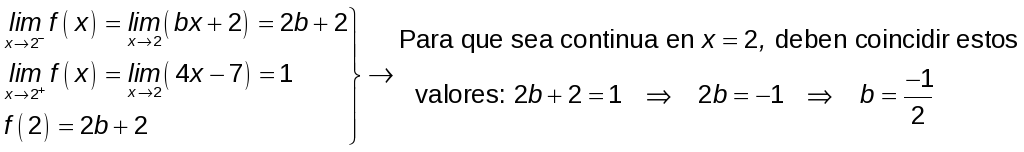 lim x→2⁻ f(x) = lim x→2 (bx + 2) = 2b + 2
lim x→2⁺ f(x) = lim x→2 (4x − 7) = 1
f(2) = 2b + 2
→ Para que sea continua en x = 2, deben coincidir estos
valores: 2b + 2 = 1 ⇒ 2b = −1 ⇒ b = −1/2